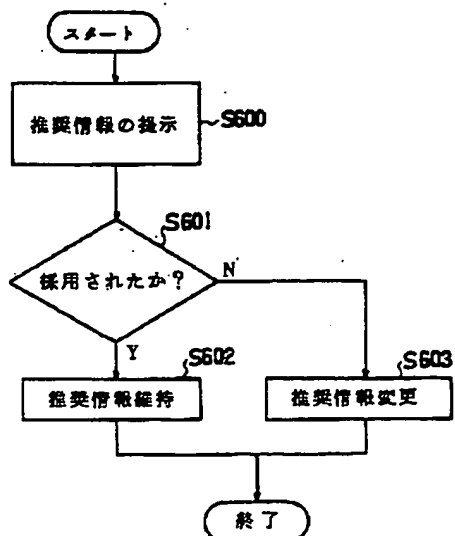 スタート
推奨情報の提示
S600
S601
採用されたか？
N
Y
S602
推奨情報維持
S603
推奨情報変更
終了